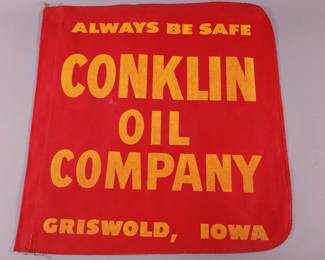 ALWAYS BE SAFE
CONKLIN
OIL
COMPANY
GRISWOLD, IOWA